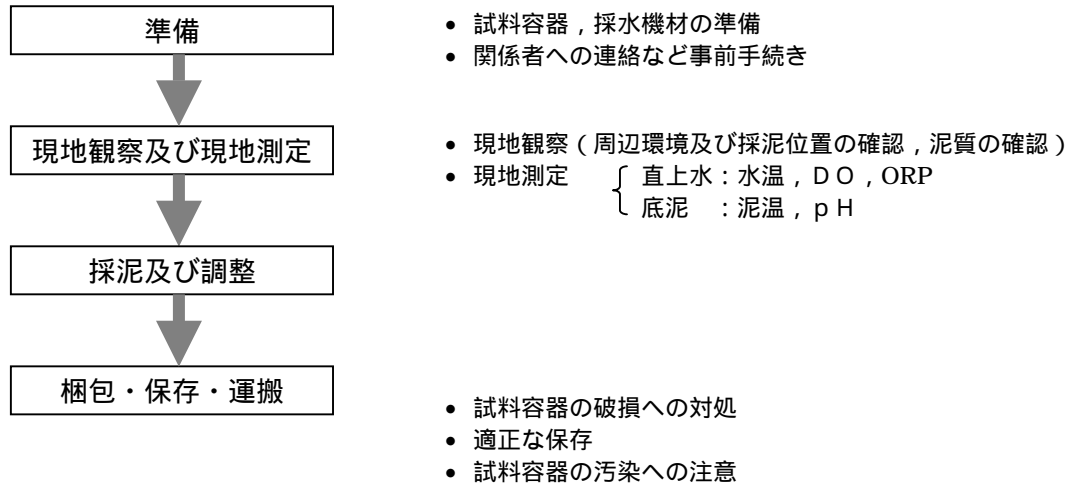 準備
• 試料容器，採水機材の準備
• 関係者への連絡など事前手続き
現地観察及び現地測定
• 現地観察（周辺環境及び採泥位置の確認，泥質の確認）
• 現地測定 直上水：水温，ＤＯ，ORP
底泥　：泥温，ｐＨ
採泥及び調整
梱包・保存・運搬
• 試料容器の破損への対処
• 適正な保存
• 試料容器の汚染への注意